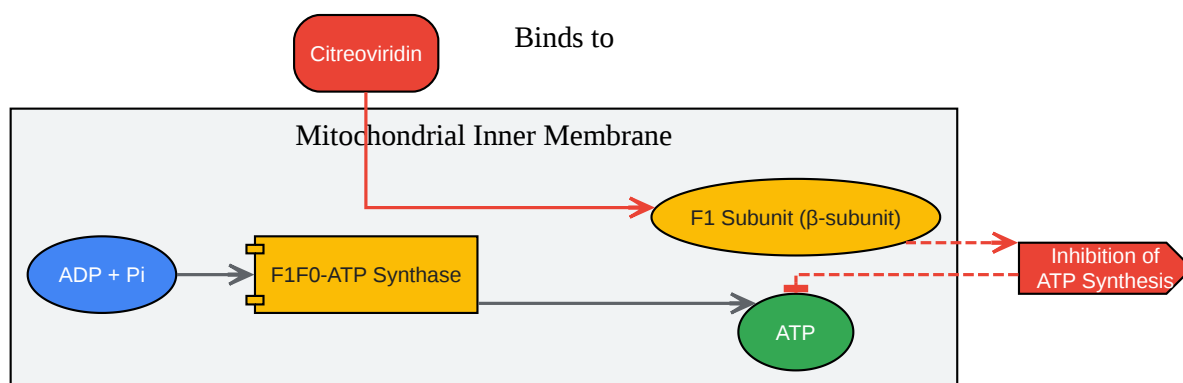 Binds to
Citreoviridin
Mitochondrial Inner Membrane
F1 Subunit (β-subunit)
ADP + Pi
F1F0-ATP Synthase
Inhibition of
ATP Synthesis
ATP